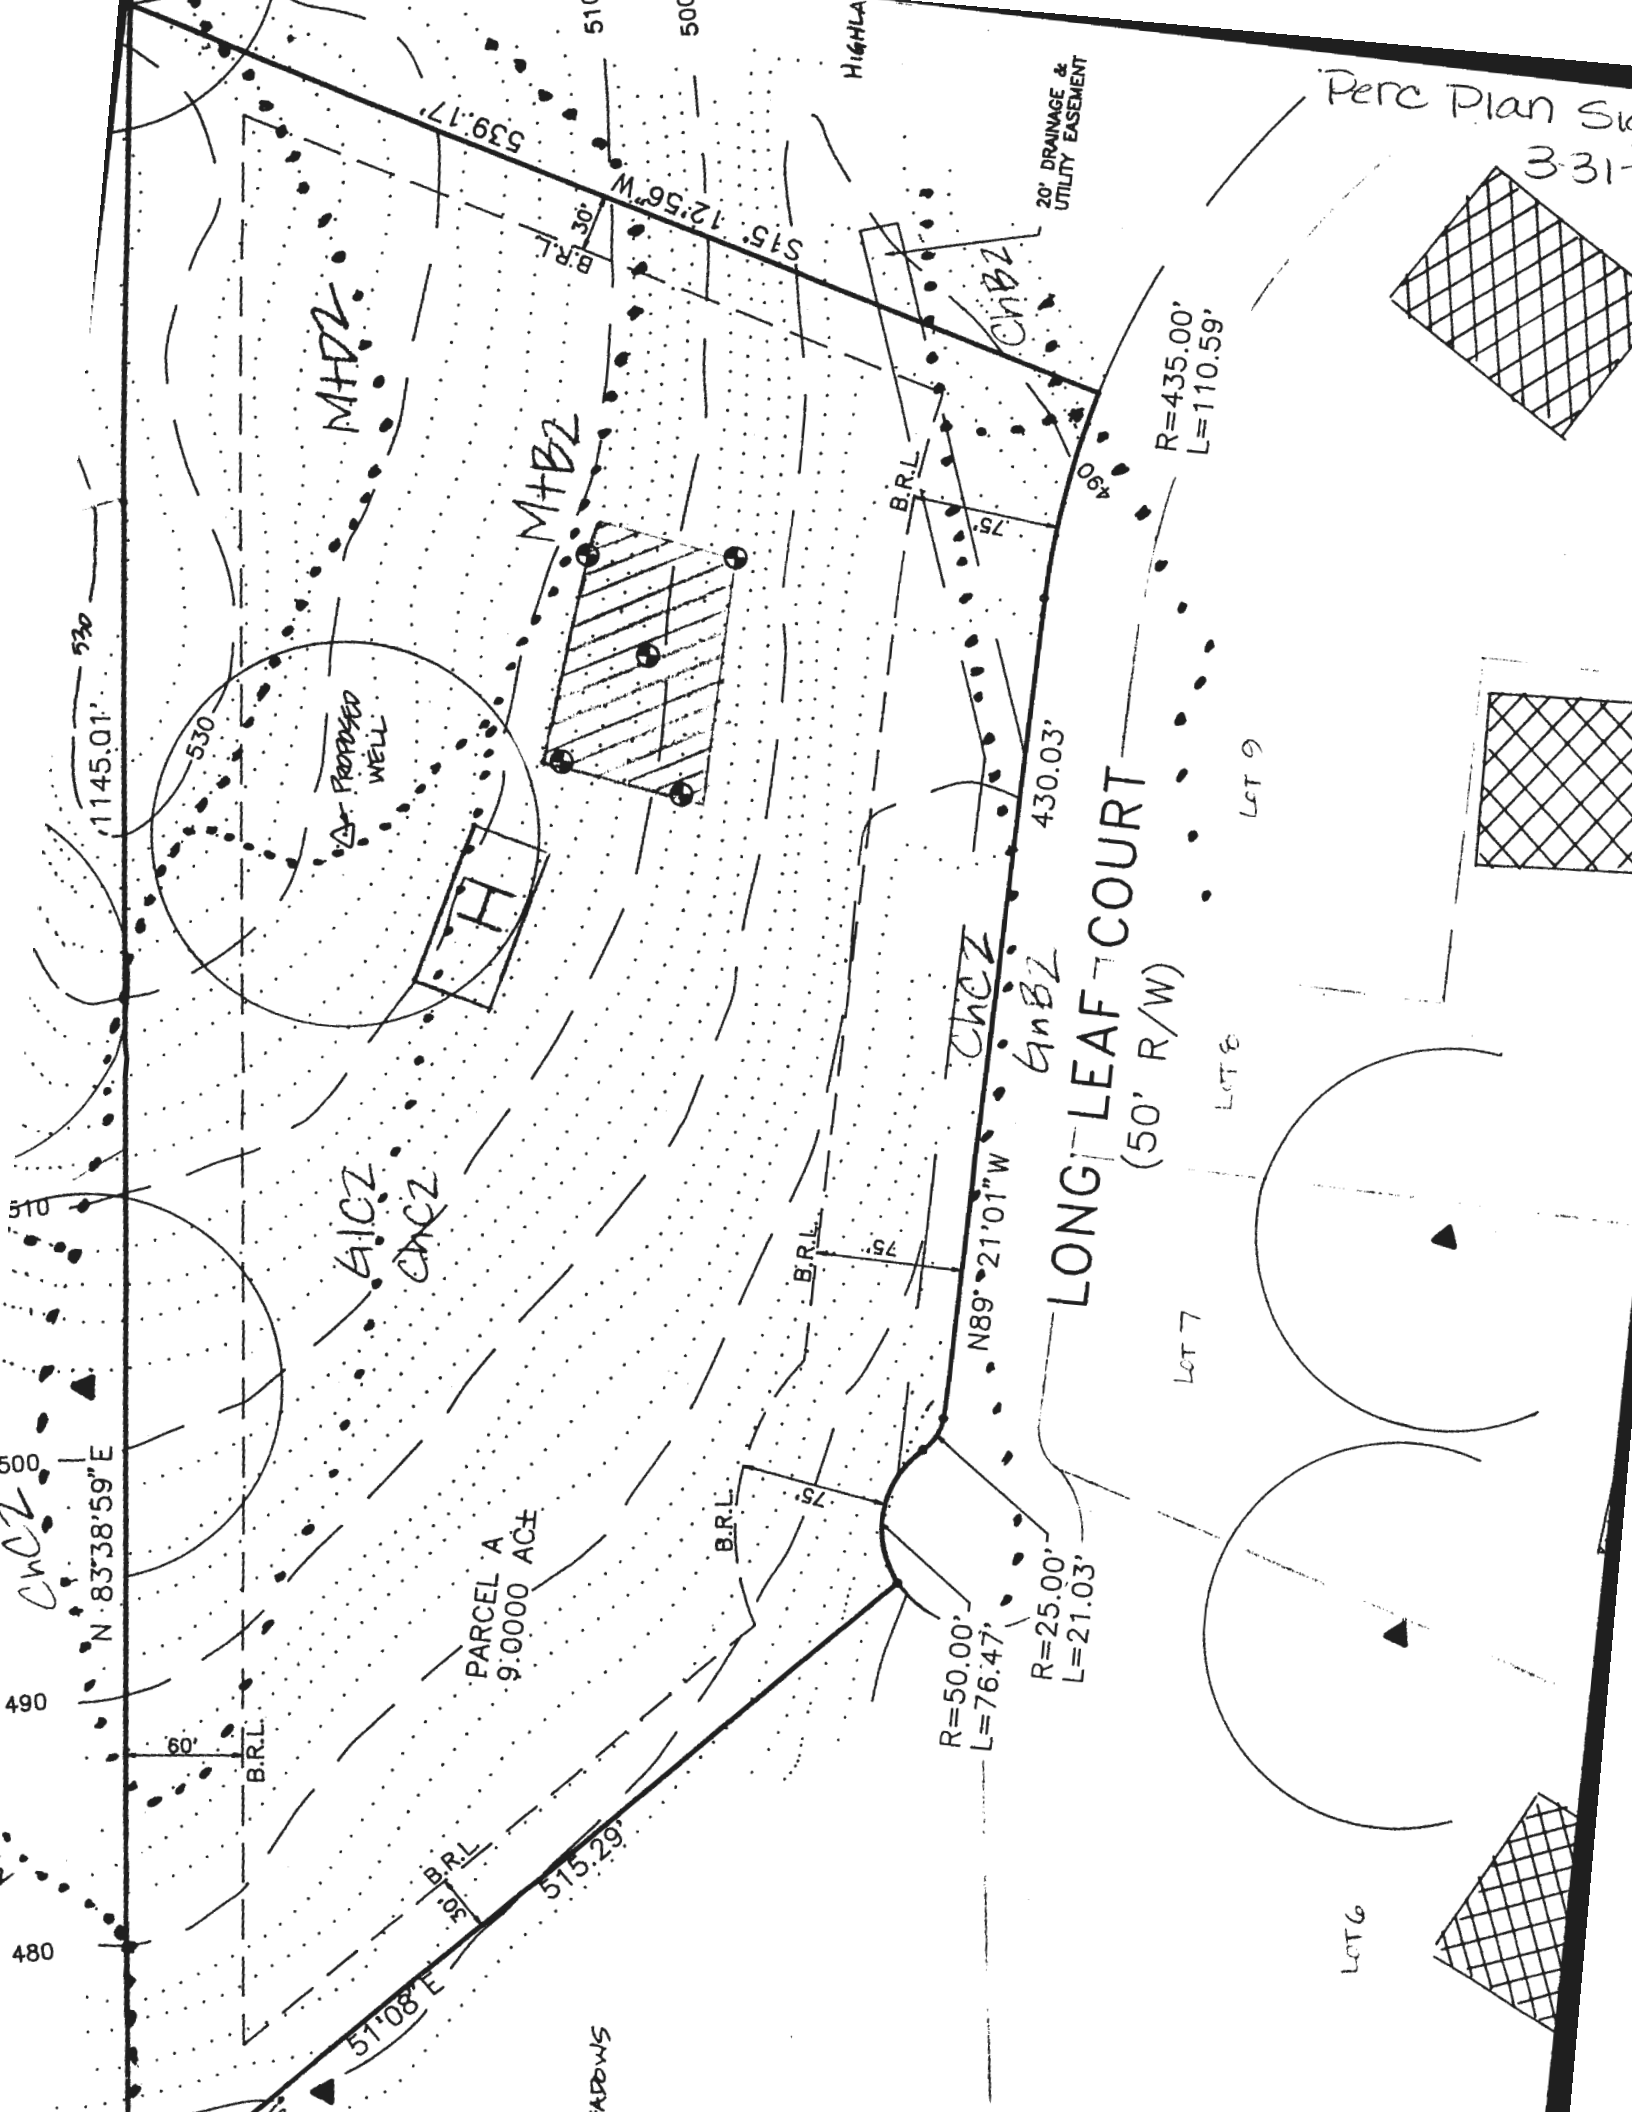 510
500
HIGHLA
20' DRAINAGE &
UTILITY EASEMENT
Perc Plan
3-31-
539.17'
S15° 12'56" W
30'
B.R.L.
MtD2
MtB2
ChB2
R=435.00'
L=110.59'
490
B.R.L.
75'
530
1145.01'
530
PROPOSED
WELL
H
430.03'
LOT 9
LONG LEAF COURT
(50' R/W)
ChC2
GnB2
LOT 8
GlC2
ChC2
510
B.R.L.
75'
N89° 21'01" W
LOT 7
500
ChC2
N 83°38'59" E
B.R.L.
75'
PARCEL A
9.0000 AC±
R=25.00'
L=21.03'
R=50.00'
L=76.47'
490
60'
B.R.L.
B.R.L.
30'
515.29'
480
51'08" E
LOT 6
ADOWS